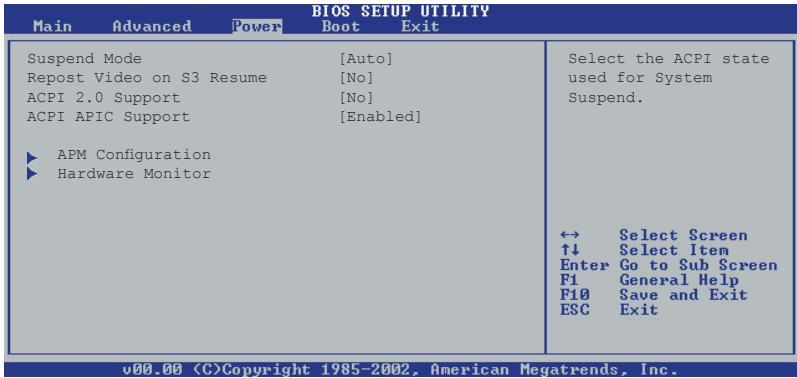 BIOS SETUP UTILITY
Main Advanced Power Boot Exit
Suspend Mode [Auto]
Repost Video on S3 Resume [No]
ACPI 2.0 Support [No]
ACPI APIC Support [Enabled]
APM Configuration
Hardware Monitor
Select the ACPI state
used for System
Suspend.
←→ Select Screen
↑↓ Select Item
Enter Go to Sub Screen
F1 General Help
F10 Save and Exit
ESC Exit
v00.00 (C)Copyright 1985-2002, American Megatrends, Inc.